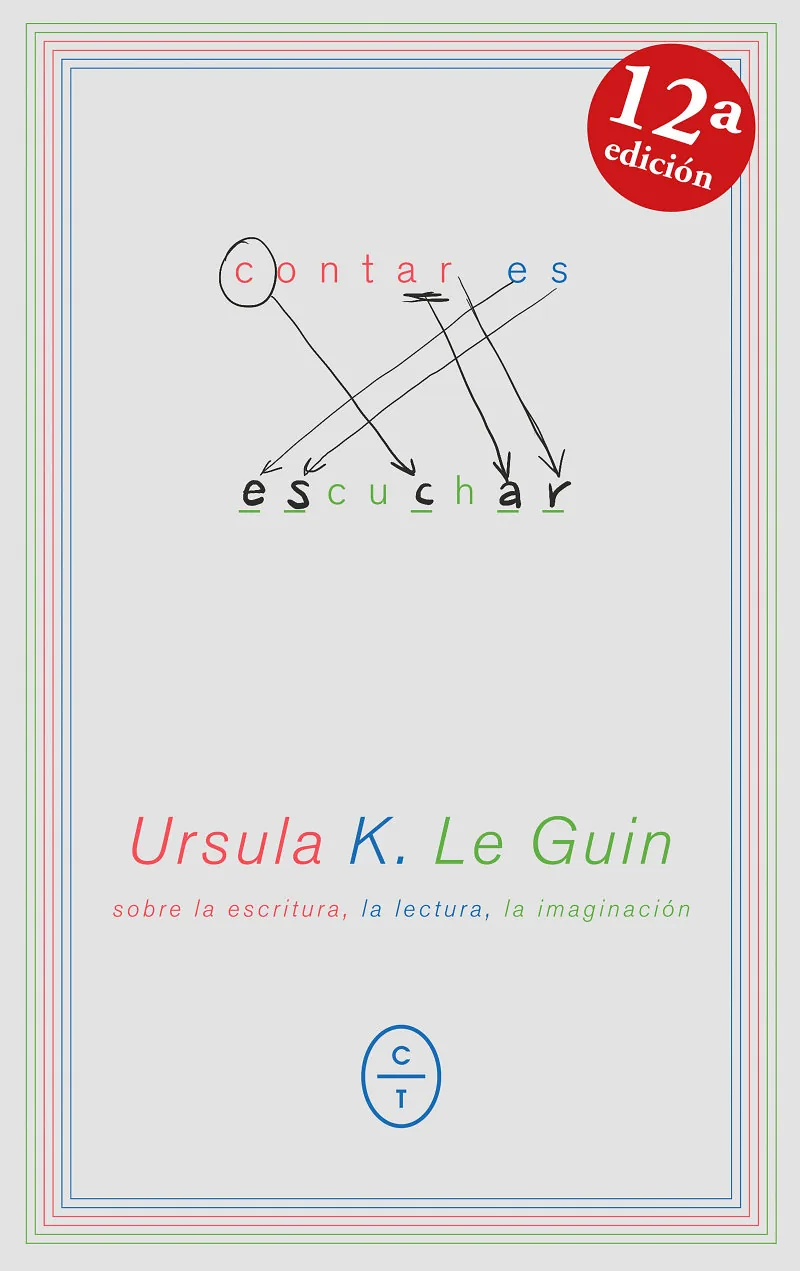 12a
edición
contar es
escuchar
Ursula K. Le Guin
sobre la escritura, la lectura, la imaginación
C
T